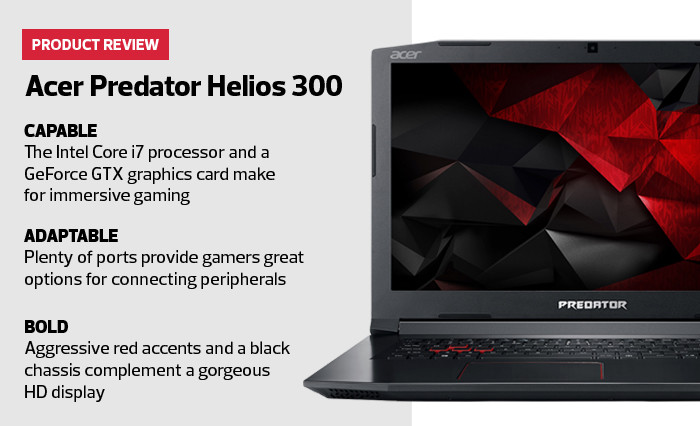 PRODUCT REVIEW
Acer Predator Helios 300
CAPABLE
The Intel Core i7 processor and a
GeForce GTX graphics card make
for immersive gaming
ADAPTABLE
Plenty of ports provide gamers great
options for connecting peripherals
BOLD
Aggressive red accents and a black
chassis complement a gorgeous
HD display
acer
PREDATOR